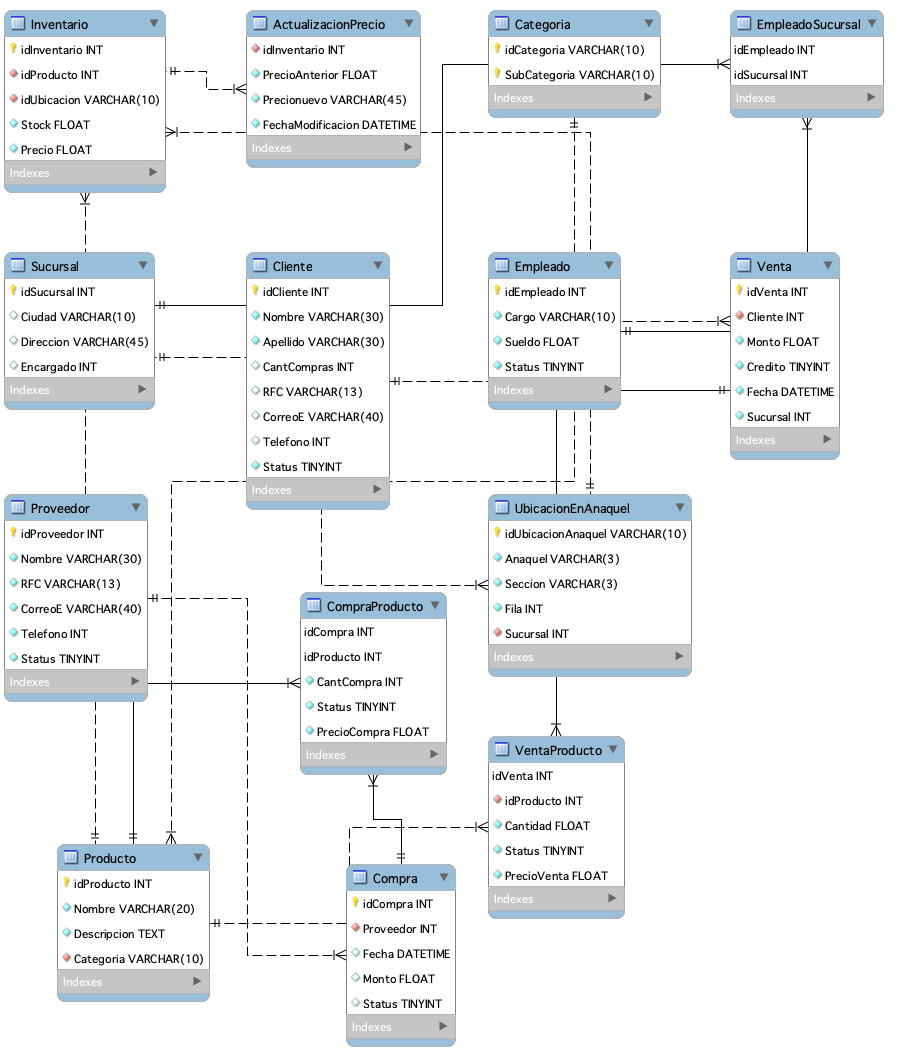 Inventario
idInventario INT
idProducto INT
idUbicacion VARCHAR(10)
Stock FLOAT
Precio FLOAT
Indexes
ActualizacionPrecio
idInventario INT
PrecioAnterior FLOAT
Precionuevo VARCHAR(45)
FechaModificacion DATETIME
Indexes
Categoria
idCategoria VARCHAR(10)
SubCategoria VARCHAR(10)
Indexes
EmpleadoSucursal
idEmpleado INT
idSucursal INT
Indexes
Sucursal
idSucursal INT
Ciudad VARCHAR(10)
Direccion VARCHAR(45)
Encargado INT
Indexes
Cliente
idCliente INT
Nombre VARCHAR(30)
Apellido VARCHAR(30)
CantCompras INT
RFC VARCHAR(13)
CorreoE VARCHAR(40)
Telefono INT
Status TINYINT
Indexes
Empleado
idEmpleado INT
Cargo VARCHAR(10)
Sueldo FLOAT
Status TINYINT
Indexes
Venta
idVenta INT
Cliente INT
Monto FLOAT
Credito TINYINT
Fecha DATETIME
Sucursal INT
Indexes
Proveedor
idProveedor INT
Nombre VARCHAR(30)
RFC VARCHAR(13)
CorreoE VARCHAR(40)
Telefono INT
Status TINYINT
Indexes
CompraProducto
idCompra INT
idProducto INT
CantCompra INT
Status TINYINT
PrecioCompra FLOAT
Indexes
UbicacionEnAnaquel
idUbicacionAnaquel VARCHAR(10)
Anaquel VARCHAR(3)
Seccion VARCHAR(3)
Fila INT
Sucursal INT
Indexes
VentaProducto
idVenta INT
idProducto INT
Cantidad FLOAT
Status TINYINT
PrecioVenta FLOAT
Indexes
Producto
idProducto INT
Nombre VARCHAR(20)
Descripcion TEXT
Categoria VARCHAR(10)
Indexes
Compra
idCompra INT
Proveedor INT
Fecha DATETIME
Monto FLOAT
Status TINYINT
Indexes